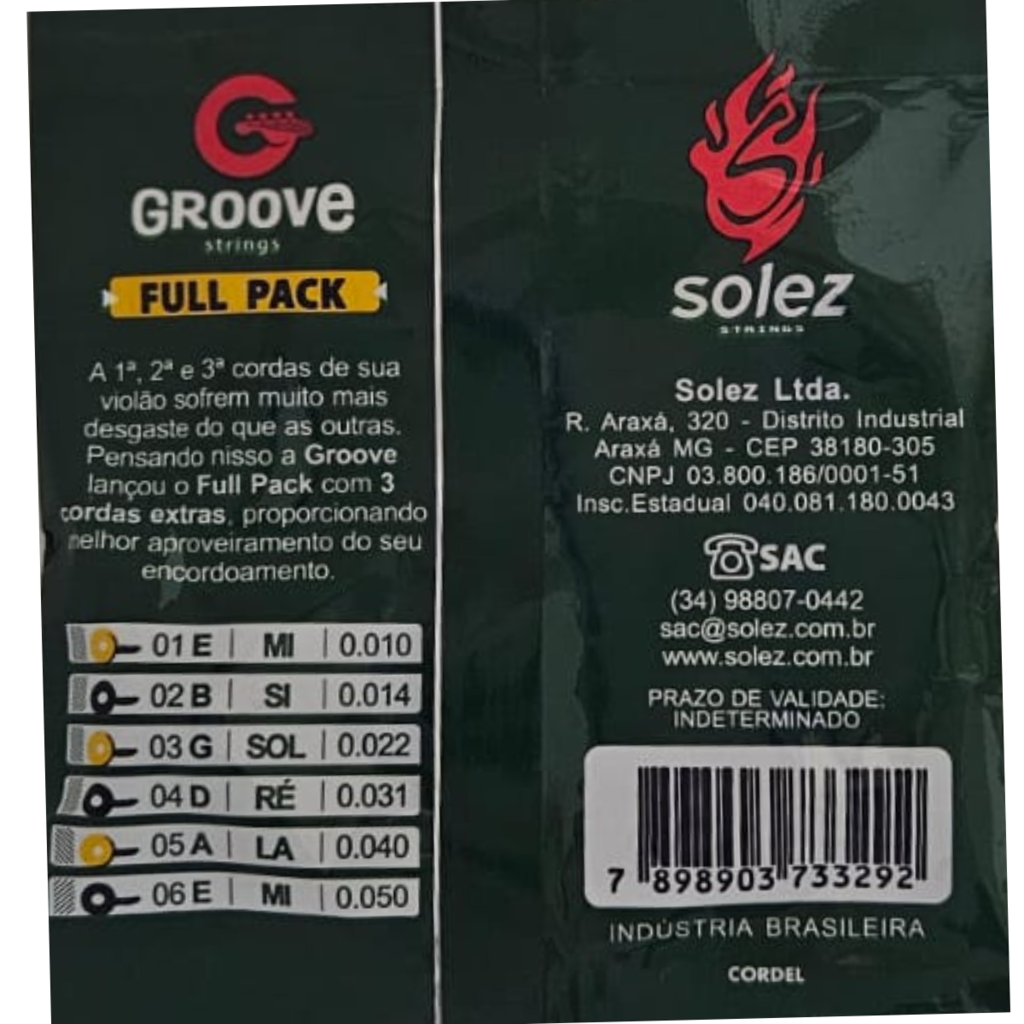 GROOVE
strings
FULL PACK
A 1ª, 2ª e 3ª cordas de sua
violão sofrem muito mais
desgaste do que as outras.
Pensando nisso a Groove
lançou o Full Pack com 3
cordas extras, proporcionando
melhor aproveiramento do seu
encordoamento.
01 E | MI | 0.010
02 B | SI | 0.014
03 G | SOL | 0.022
04 D | RÉ | 0.031
05 A | LA | 0.040
06 E | MI | 0.050
solez
STRINGS
Solez Ltda.
R. Araxá, 320 - Distrito Industrial
Araxá MG - CEP 38180-305
CNPJ 03.800.186/0001-51
Insc.Estadual 040.081.180.0043
SAC
(34) 98807-0442
sac@solez.com.br
www.solez.com.br
PRAZO DE VALIDADE:
INDETERMINADO
7 898903 733292
INDÚSTRIA BRASILEIRA
CORDEL